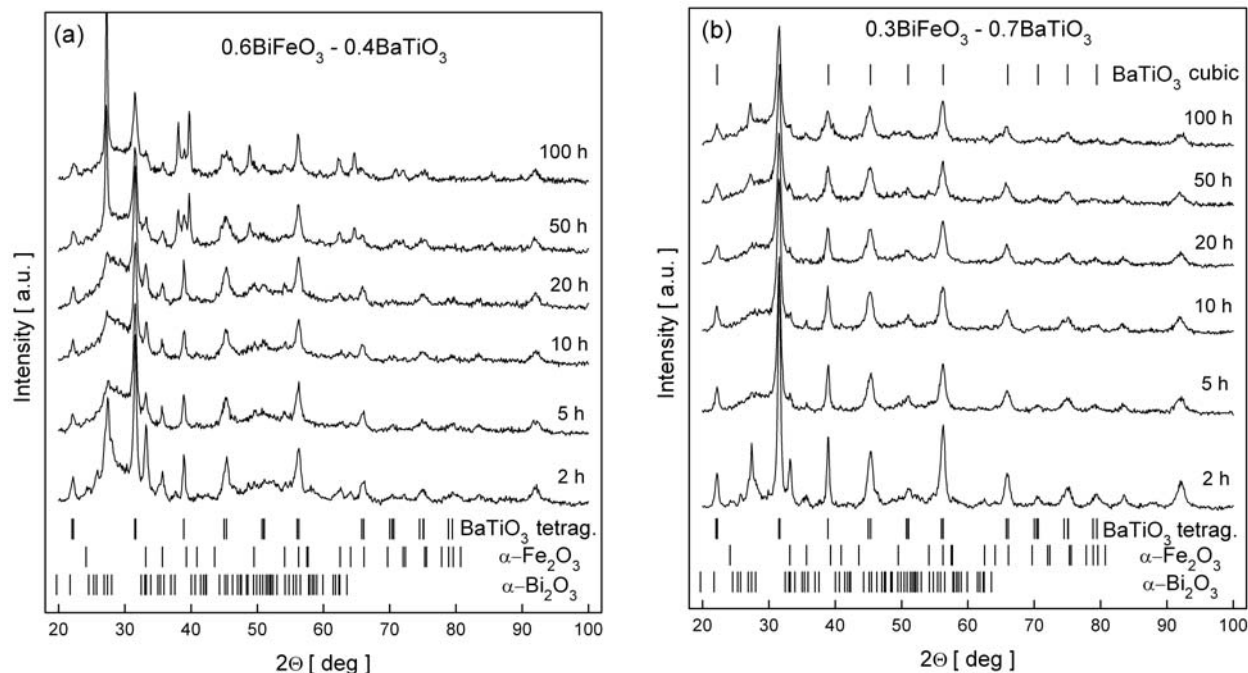 (a)
0.6BiFeO₃ - 0.4BaTiO₃
100 h
50 h
20 h
10 h
5 h
2 h
BaTiO₃ tetrag.
α–Fe₂O₃
α–Bi₂O₃
20 30 40 50 60 70 80 90 100
2Θ [ deg ]
Intensity [ a.u. ]
(b)
0.3BiFeO₃ - 0.7BaTiO₃
BaTiO₃ cubic
100 h
50 h
20 h
10 h
5 h
2 h
BaTiO₃ tetrag.
α–Fe₂O₃
α–Bi₂O₃
20 30 40 50 60 70 80 90 100
2Θ [ deg ]
Intensity [ a.u. ]